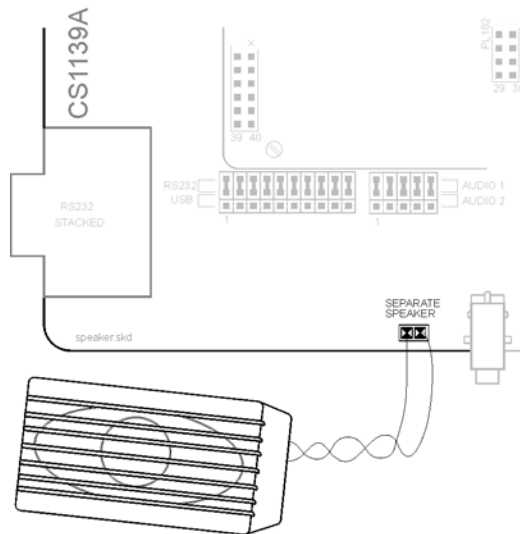 CS1139A
X
39 40
PL102
29 30
RS232
STACKED
RS232
USB
1
1
AUDIO 1
AUDIO 2
SEPARATE
SPEAKER
speaker.skd